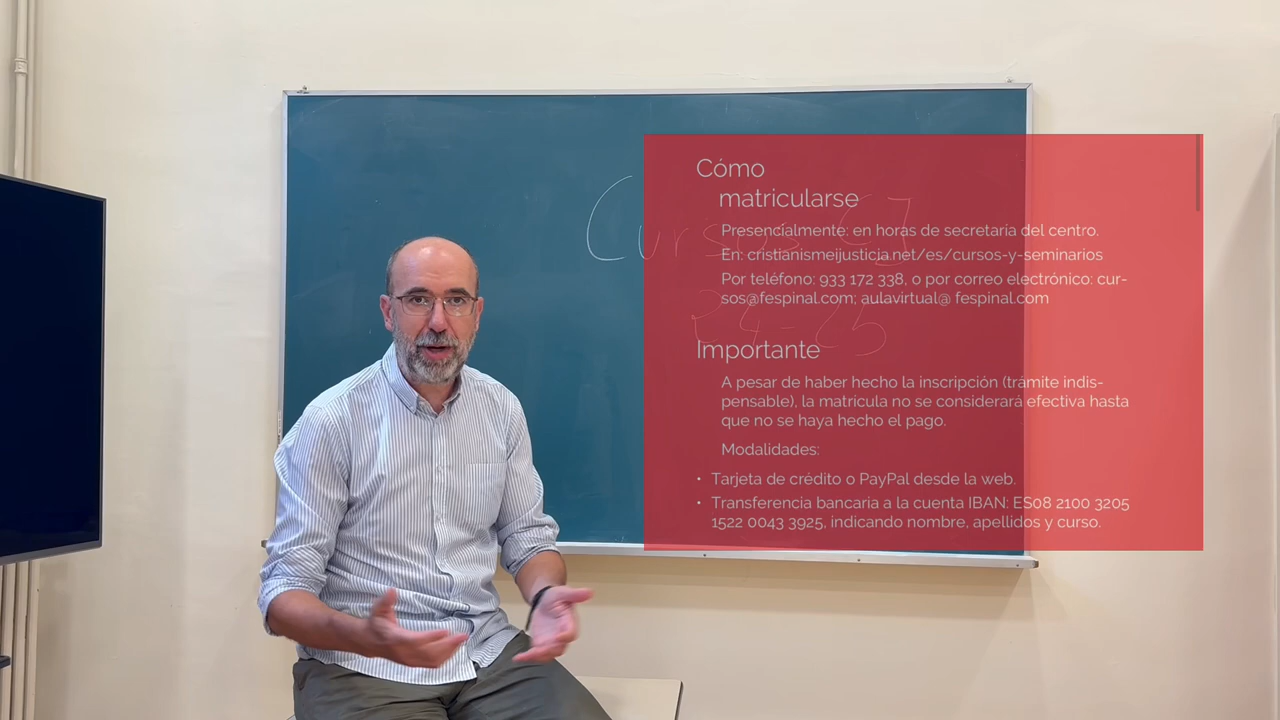 Cursos CJ
24-25
Cómo
matricularse
Presencialmente: en horas de secretaría del centro.
En: cristianismeijusticia.net/es/cursos-y-seminarios
Por teléfono: 933 172 338, o por correo electrónico: cur-
sos@fespinal.com; aulavirtual@ fespinal.com
Importante
A pesar de haber hecho la inscripción (trámite indis-
pensable), la matrícula no se considerará efectiva hasta
que no se haya hecho el pago.
Modalidades:
• Tarjeta de crédito o PayPal desde la web.
• Transferencia bancaria a la cuenta IBAN: ES08 2100 3205
1522 0043 3925, indicando nombre, apellidos y curso.